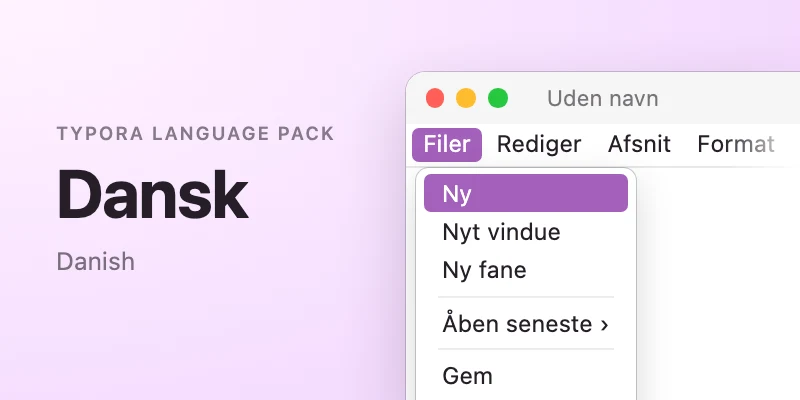 TYPORA LANGUAGE PACK
Dansk
Danish
Uden navn
Filer Rediger Afsnit Format
Ny
Nyt vindue
Ny fane
Åben seneste ›
Gem